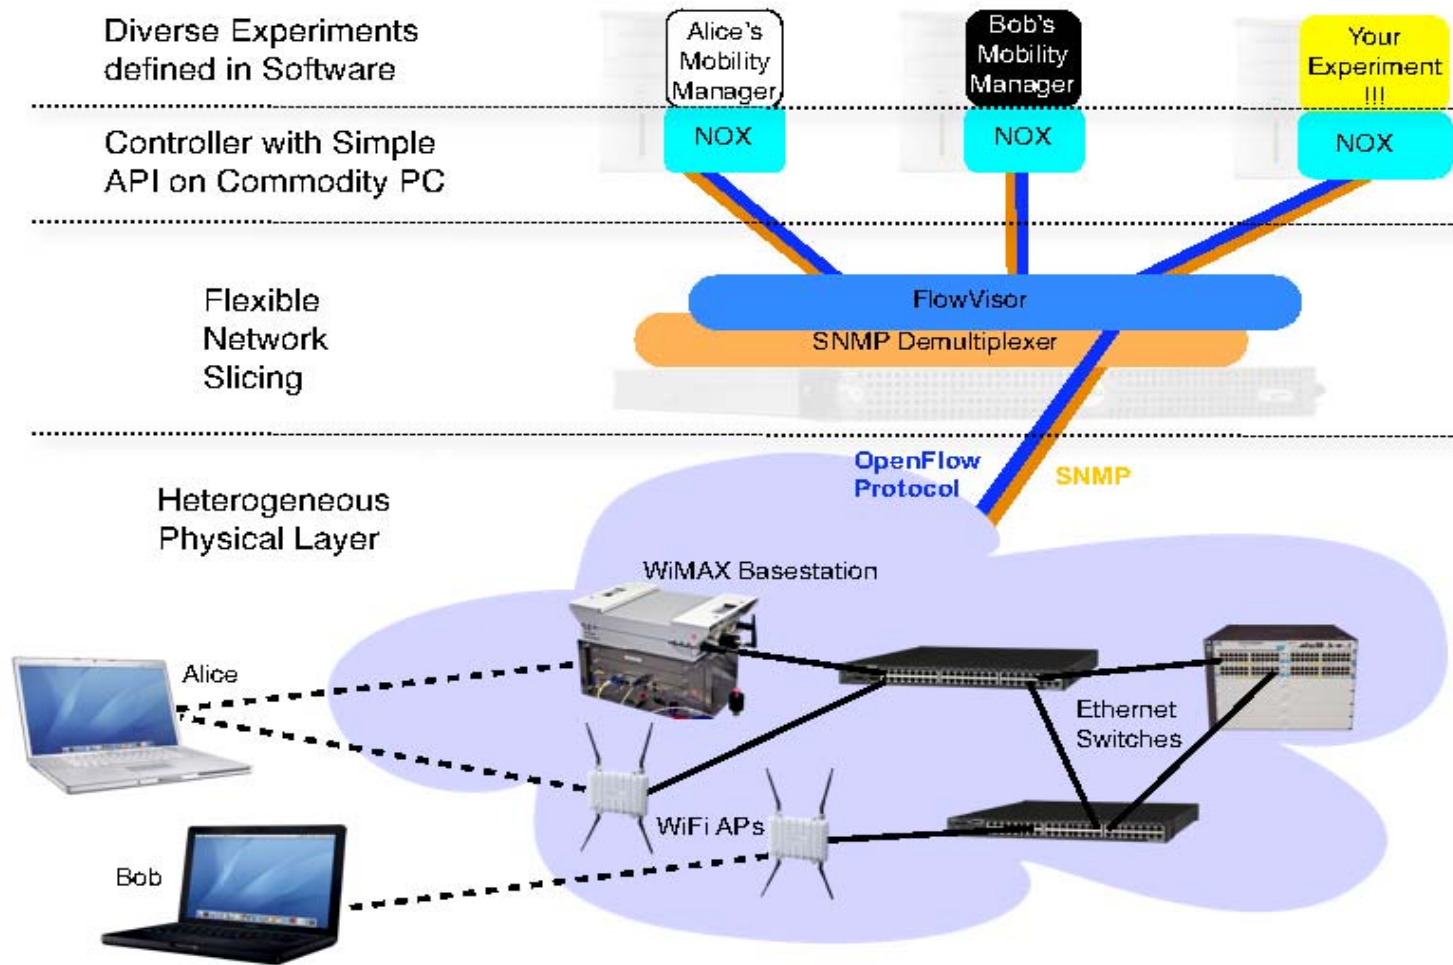 Diverse Experiments
defined in Software
Alice's
Mobility
Manager
Bob's
Mobility
Manager
Your
Experiment
!!!
Controller with Simple
API on Commodity PC
NOX
NOX
NOX
Flexible
Network
Slicing
FlowVisor
SNMP Demultiplexer
OpenFlow
Protocol
SNMP
Heterogeneous
Physical Layer
WiMAX Basestation
Alice
Ethernet
Switches
WiFi APs
Bob